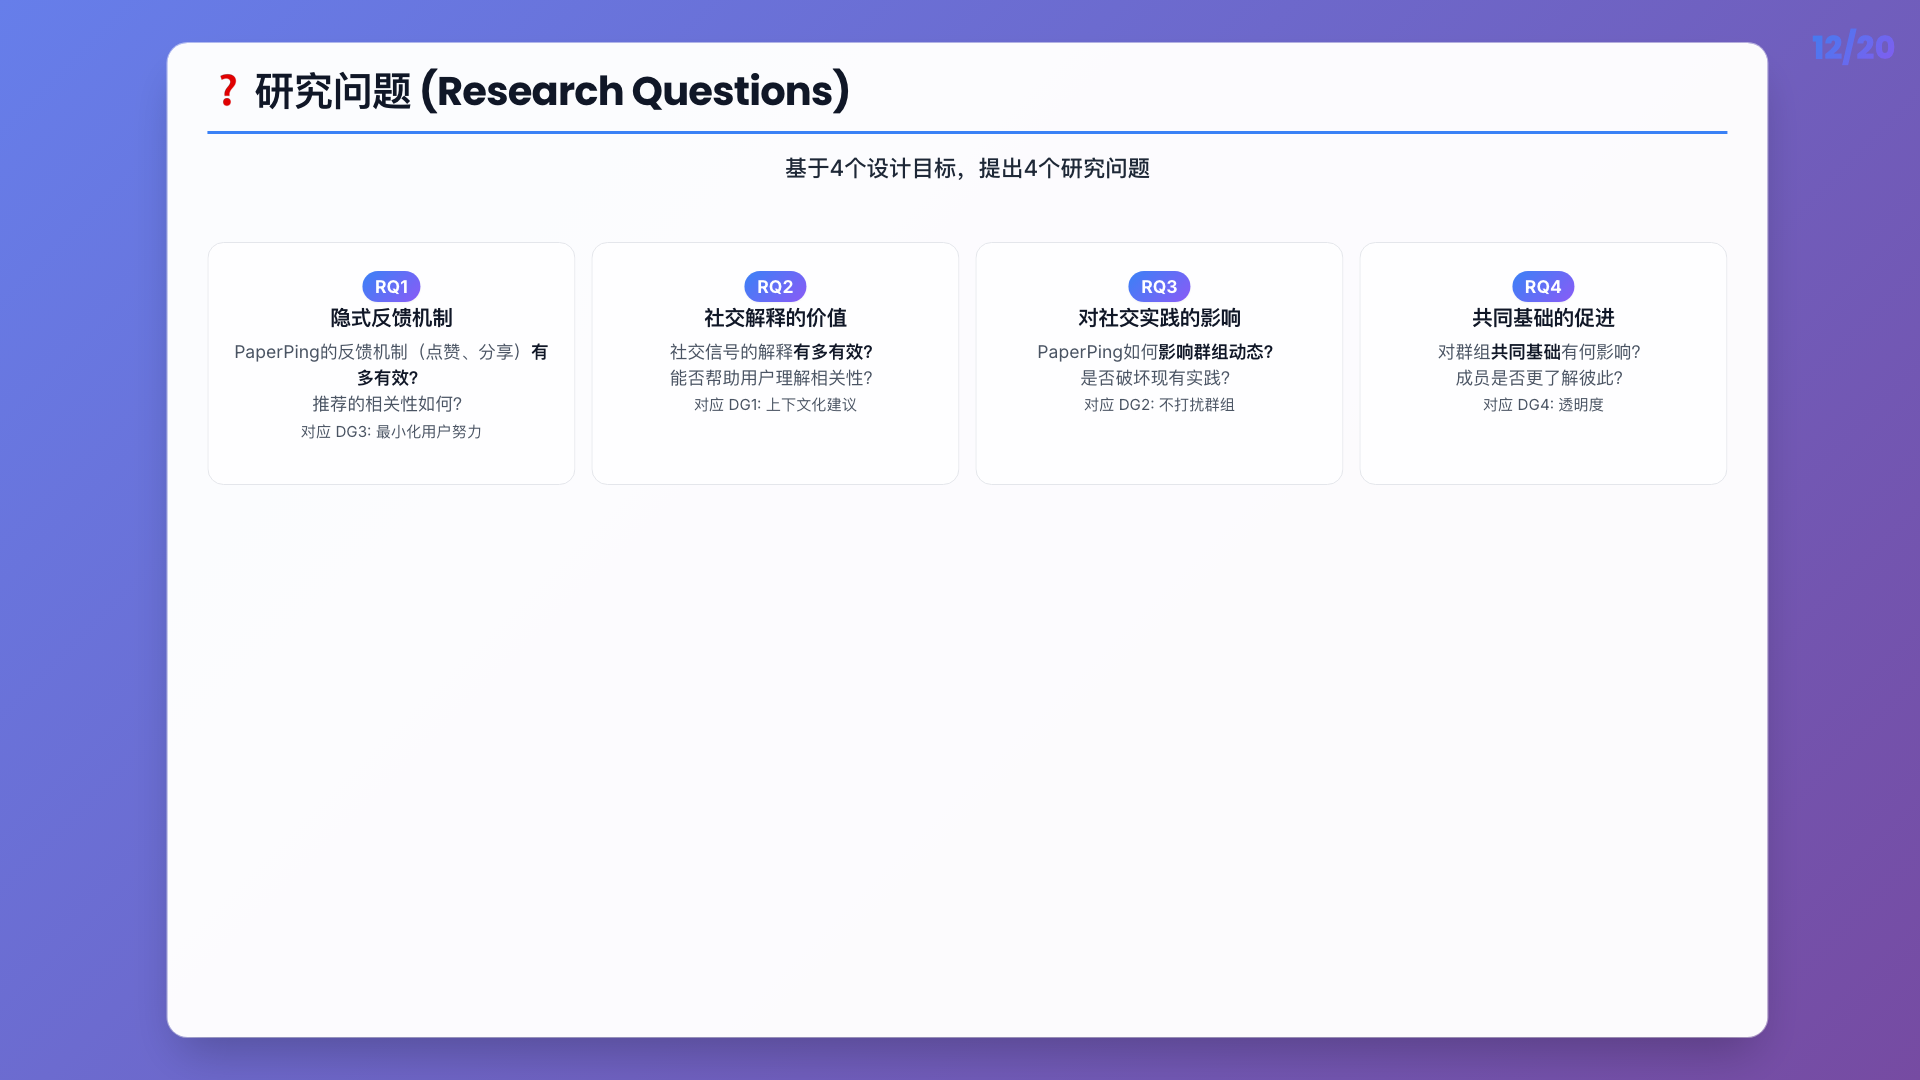 12/20
❓ 研究问题 (Research Questions)
基于4个设计目标，提出4个研究问题
RQ1
隐式反馈机制
PaperPing的反馈机制（点赞、分享）有
多有效?
推荐的相关性如何?
对应 DG3: 最小化用户努力
RQ2
社交解释的价值
社交信号的解释有多有效?
能否帮助用户理解相关性?
对应 DG1: 上下文化建议
RQ3
对社交实践的影响
PaperPing如何影响群组动态?
是否破坏现有实践?
对应 DG2: 不打扰群组
RQ4
共同基础的促进
对群组共同基础有何影响?
成员是否更了解彼此?
对应 DG4: 透明度